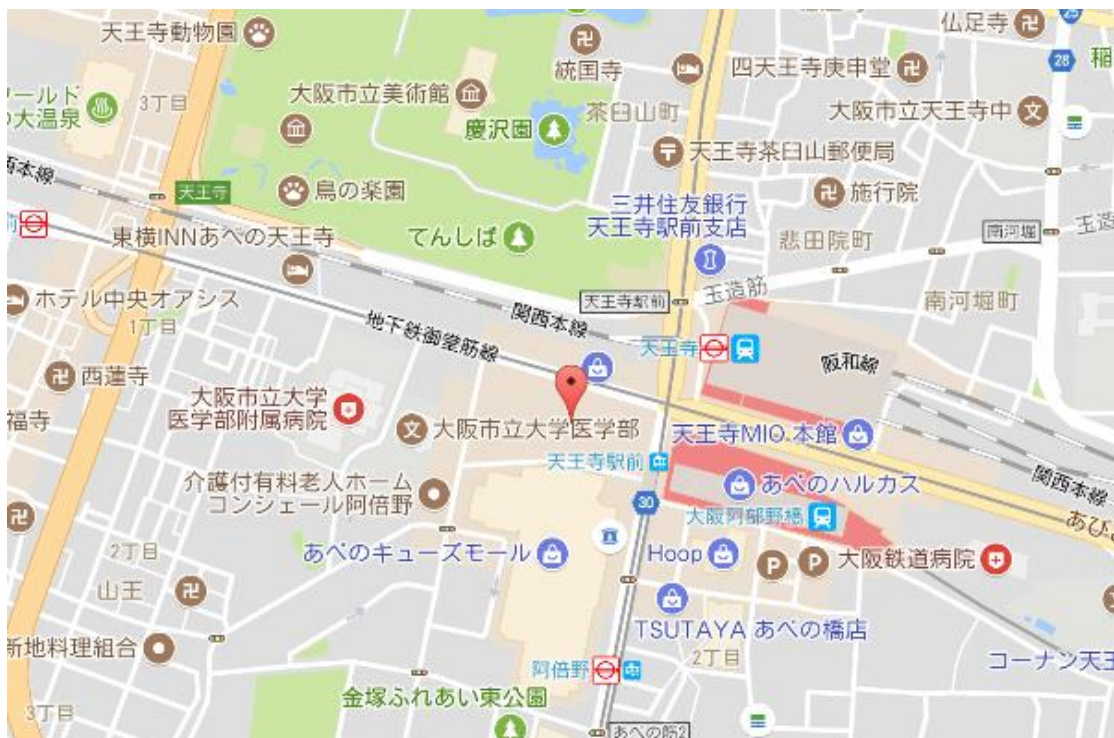 天王寺動物園
統国寺
仏足寺
25
四天王寺庚申堂
28
稲
3丁目
大阪市立美術館
茶臼山町
大阪市立天王寺中
文
ールド
の大温泉
慶沢園
天王寺茶臼山郵便局
西本線
天王寺
鳥の楽園
施行院
三井住友銀行
天王寺駅前支店
悲田院町
南河堀
玉造
前
東横INNあべの天王寺
てんしば
ホテル中央オアシス
天王寺駅前
玉造筋
南河堀町
1丁目
地下鉄御堂筋線
関西本線
天王寺
阪和線
西蓮寺
大阪市立大学
医学部附属病院
福寺
文
大阪市立大学医学部
天王寺MIO 本館
天王寺駅前
介護付有料老人ホーム
コンシェール阿倍野
30
あべのハルカス
関西本線
大阪阿部野橋
あびこ
2丁目
あべのキューズモール
Hoop
P
P
大阪鉄道病院
山王
TSUTAYA あべの橋店
新地料理組合
2丁目
コーナン天王
阿倍野
金塚ふれあい東公園
3丁目
あべの筋2